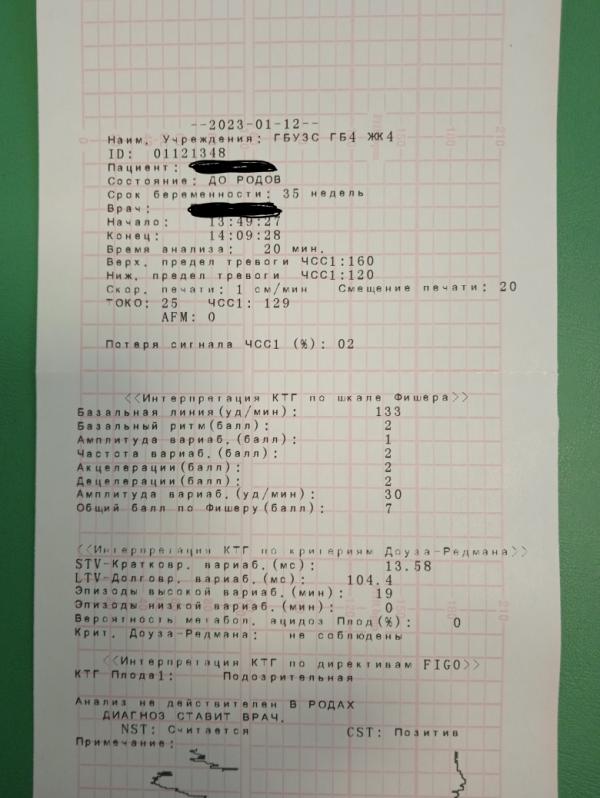 --2023-01-12--
Наим. Учреждения: ГБУЗС ГБ4 ЖК4
ID: 01121348
Пациент:
Состояние: ДО РОДОВ
Срок беременности: 35 недель
Врач:
Начало: 13:49:27
Конец: 14:09:28
Время анализа: 20 мин.
Верх. предел тревоги ЧСС1:160
Ниж. предел тревоги ЧСС1:120
Скор. печати: 1 см/мин Смещение печати: 20
ТОКО: 25 ЧСС1: 129
AFM: 0
Потеря сигнала ЧСС1 (%): 02
<<Интерпретация КТГ по шкале Фишера>>
Базальная линия(уд/мин): 133
Базальный ритм(балл): 2
Амплитуда вариаб.(балл): 1
Частота вариаб.(балл): 2
Акцелерации(балл): 2
Децелерации(балл): 2
Амплитуда вариаб.(уд/мин): 30
Общий балл по Фишеру(балл): 7
<<Интерпретация КТГ по критериям Доуза-Редмана>>
STV-Кратковр. вариаб.(мс): 13.58
LTV-Долговр. вариаб.(мс): 104.4
Эпизоды высокой вариаб.(мин): 19
Эпизоды низкой вариаб.(мин): 0
Вероятность метабол. ацидоз Плод(%): 0
Крит. Доуза-Редмана: не соблюдены
<<Интерпретация КТГ по директивам FIGO>>
КТГ Плода1: Подозрительная
Анализ не действителен В РОДАХ
ДИАГНОЗ СТАВИТ ВРАЧ.
NST: Считается CST: Позитив
Примечание: